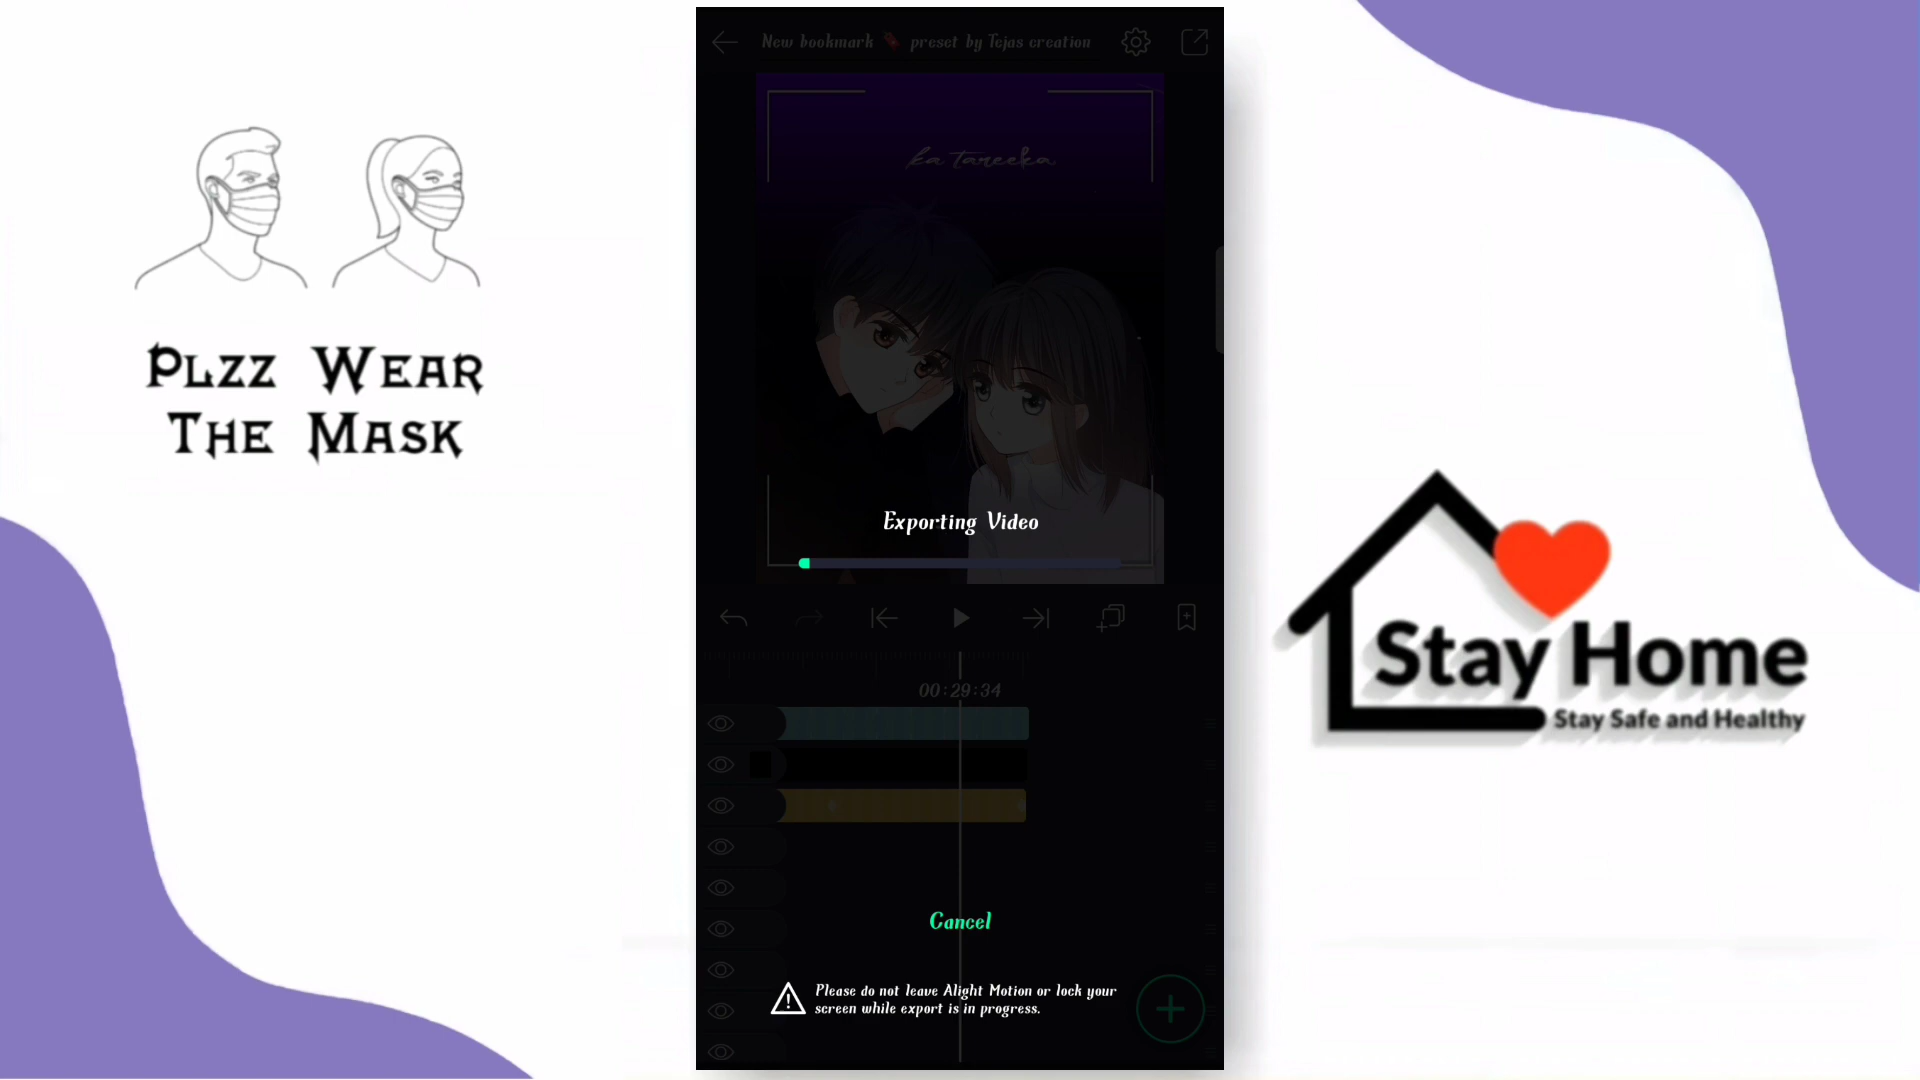 Plzz Wear
The Mask
New bookmark preset by Tejas creation
ka tareeka
Exporting Video
00:29:34
Cancel
Please do not leave Alight Motion or lock your
screen while export is in progress.
Stay Home
Stay Safe and Healthy